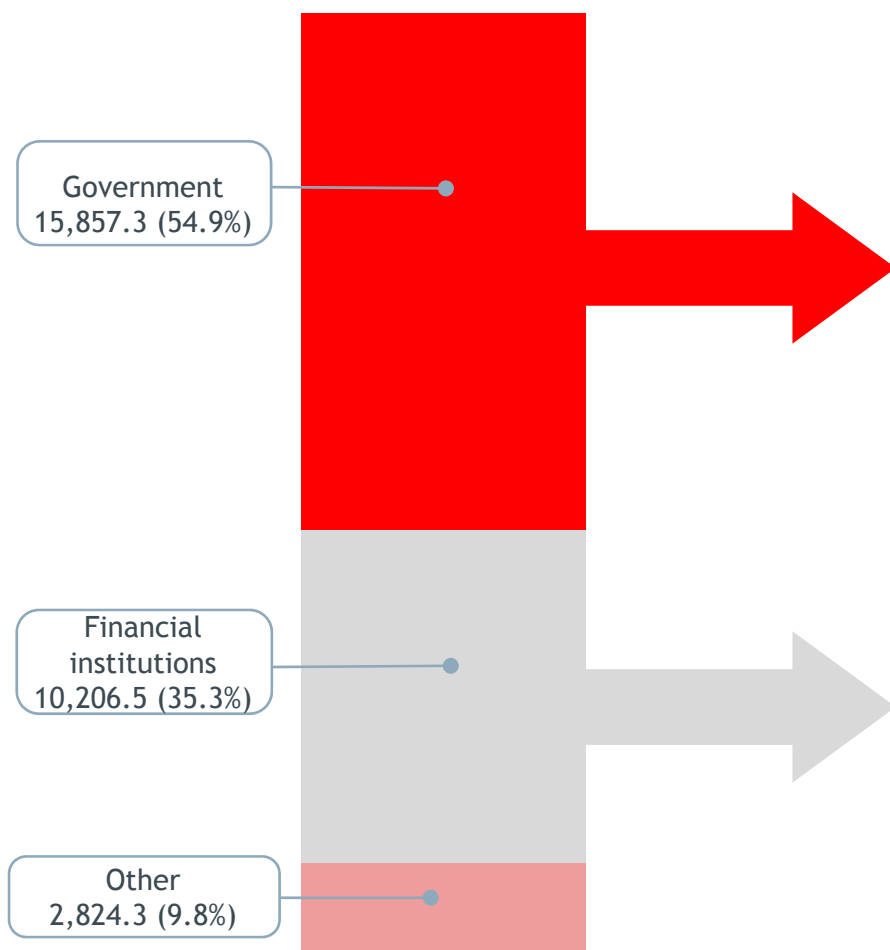 Government
15,857.3 (54.9%)
Financial
institutions
10,206.5 (35.3%)
Other
2,824.3 (9.8%)